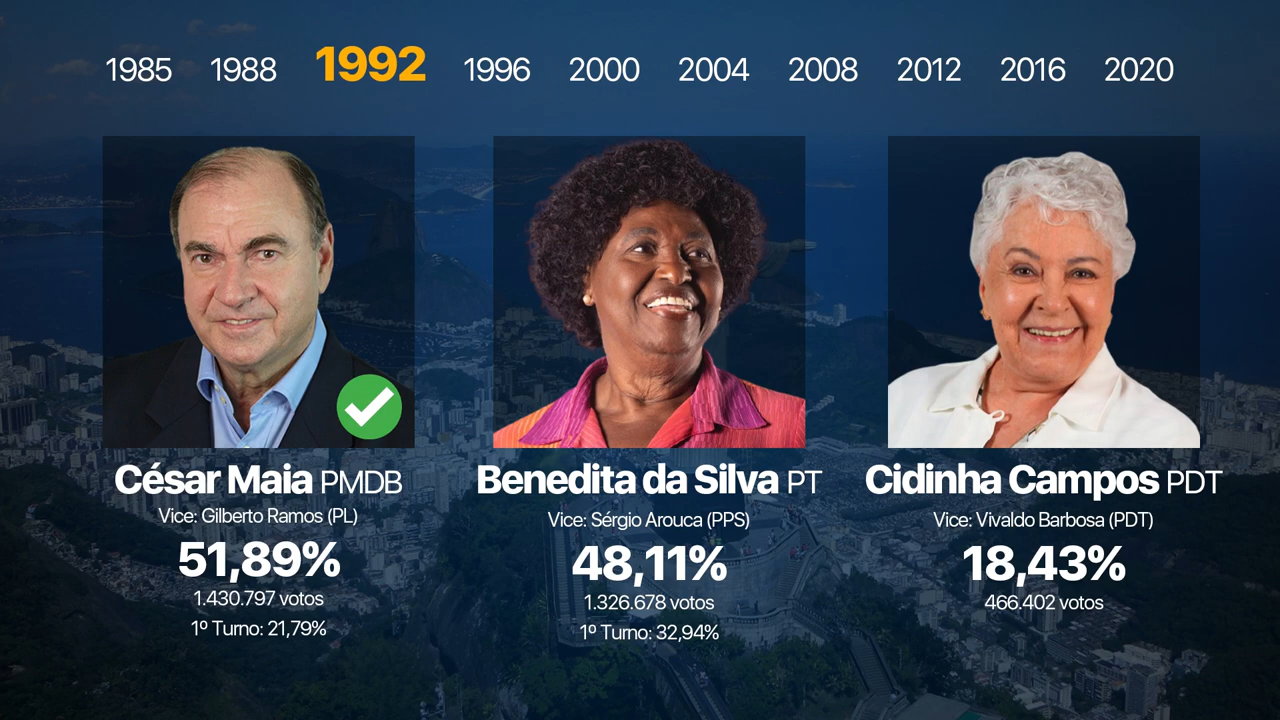 1985 1988 1992 1996 2000 2004 2008 2012 2016 2020
César Maia PMDB
Vice: Gilberto Ramos (PL)
51,89%
1.430.797 votos
1º Turno: 21,79%
Benedita da Silva PT
Vice: Sérgio Arouca (PPS)
48,11%
1.326.678 votos
1º Turno: 32,94%
Cidinha Campos PDT
Vice: Vivaldo Barbosa (PDT)
18,43%
466.402 votos